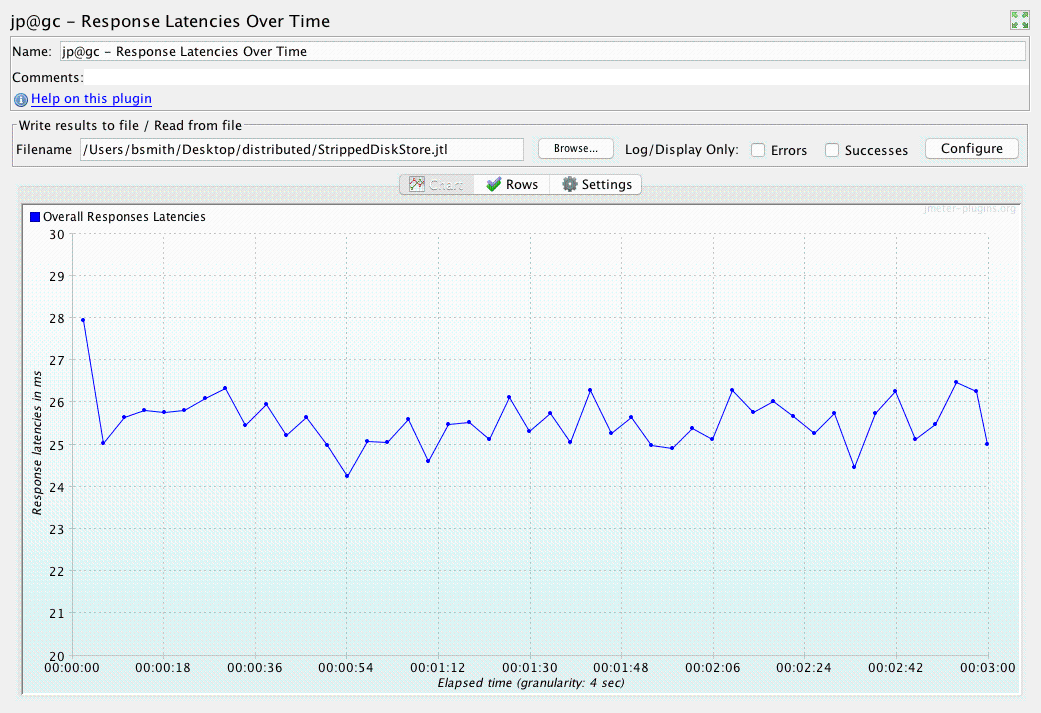 jp@gc - Response Latencies Over Time
Name: jp@gc - Response Latencies Over Time
Comments:
Help on this plugin
Write results to file / Read from file
Filename /Users/bsmith/Desktop/distributed/StrippedDiskStore.jtl Browse... Log/Display Only: Errors Successes Configure
Chart Rows Settings
jmeter-plugins.org
Overall Responses Latencies
30
29
28
27
26
25
24
23
22
21
20
Response latencies in ms
00:00:00 00:00:18 00:00:36 00:00:54 00:01:12 00:01:30 00:01:48 00:02:06 00:02:24 00:02:42 00:03:00
Elapsed time (granularity: 4 sec)